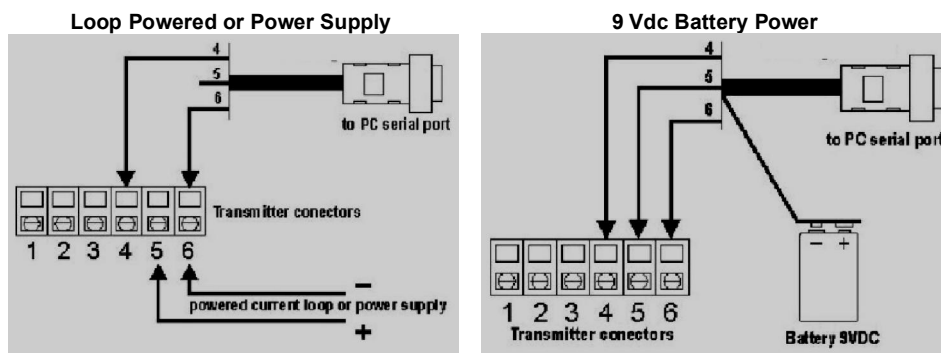 Loop Powered or Power Supply
4
5
6
to PC serial port
Transmitter conectors
1 2 3 4 5 6
−
powered current loop or power supply
+
9 Vdc Battery Power
4
5
6
to PC serial port
− +
1 2 3 4 5 6
Transmitter conectors
Battery 9VDC